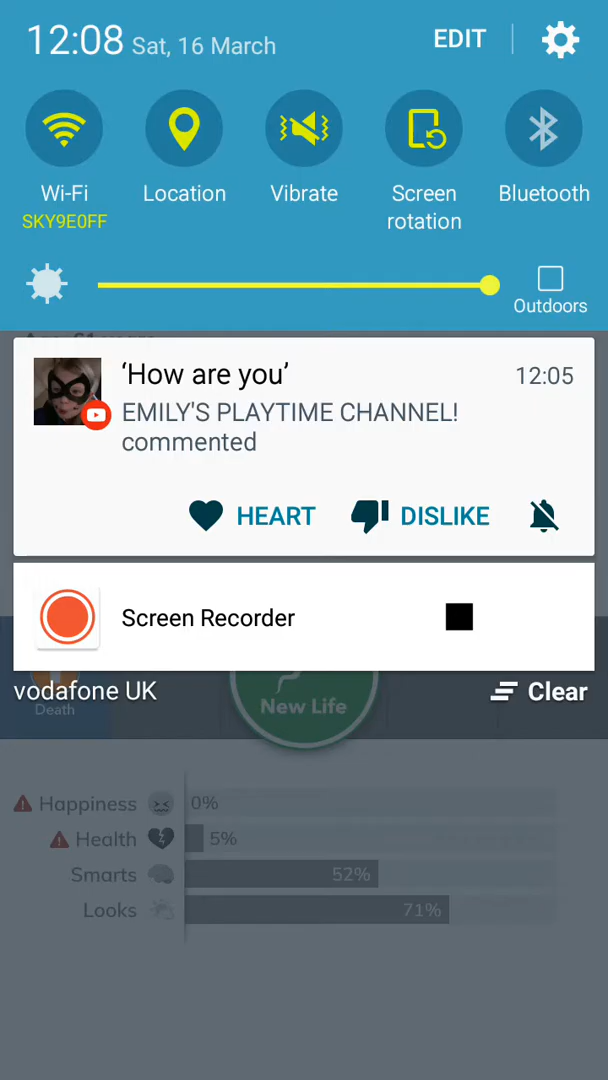 12:08 Sat, 16 March
EDIT
Wi-Fi
SKY9E0FF
Location
Vibrate
Screen
rotation
Bluetooth
Outdoors
‘How are you’
12:05
EMILY'S PLAYTIME CHANNEL!
commented
HEART
DISLIKE
Screen Recorder
vodafone UK
Clear
Death
New Life
Happiness 0%
Health 5%
Smarts 52%
Looks 71%